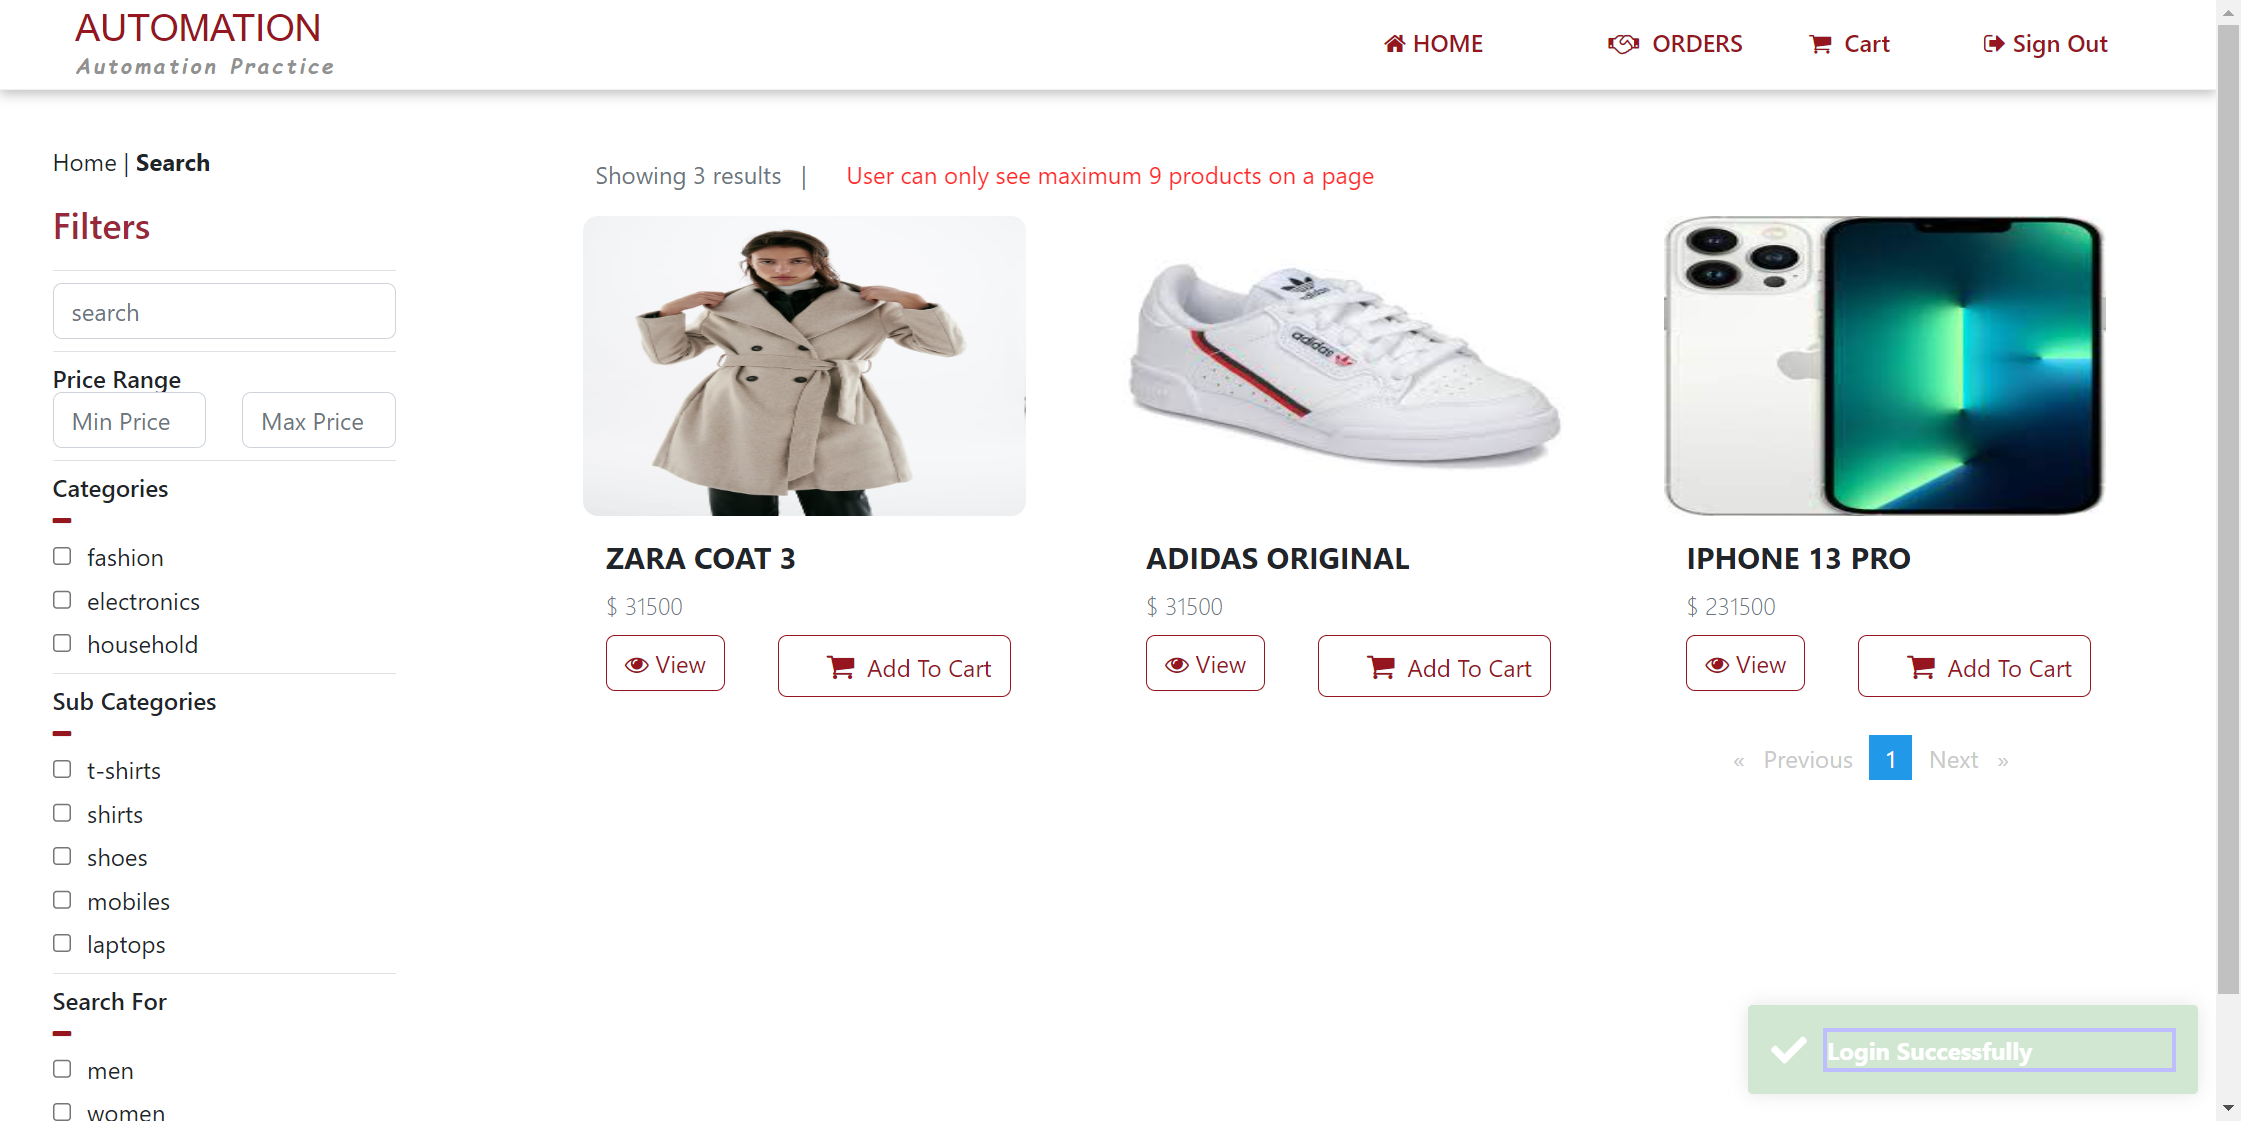 AUTOMATION
Automation Practice
HOME
ORDERS
Cart
Sign Out
Home | Search
Filters
search
Price Range
Min Price
Max Price
Categories
fashion
electronics
household
Sub Categories
t-shirts
shirts
shoes
mobiles
laptops
Search For
men
women
Showing 3 results |
User can only see maximum 9 products on a page
ZARA COAT 3
$ 31500
View
Add To Cart
adidas
adidas
ADIDAS ORIGINAL
$ 31500
View
Add To Cart
IPHONE 13 PRO
$ 231500
View
Add To Cart
« Previous 1 Next »
Login Successfully